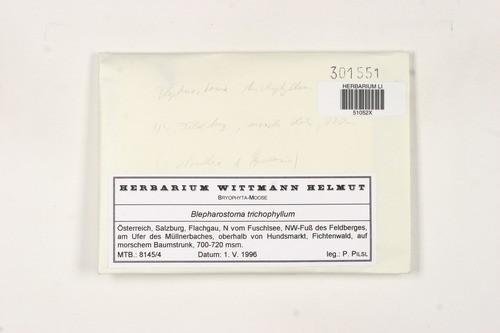 301551
HERBARIUM LI
51052X
Blepharostoma
HERBARIUM WITTMANN HELMUT
BRYOPHYTA-MOOSE
Blepharostoma trichophyllum
Österreich, Salzburg, Flachgau, N vom Fuschlsee, NW-Fuß des Feldberges,
am Ufer des Müllnerbaches, oberhalb von Hundsmarkt, Fichtenwald, auf
morschem Baumstrunk, 700-720 msm.
MTB.: 8145/4 Datum: 1. V. 1996 leg.: P. PILSL